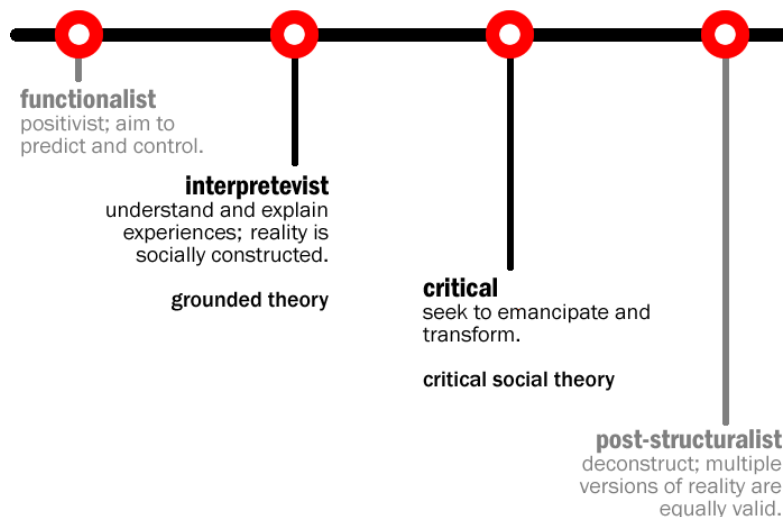 functionalist
positivist; aim to
predict and control.
interpretevist
understand and explain
experiences; reality is
socially constructed.
grounded theory
critical
seek to emancipate and
transform.
critical social theory
post-structuralist
deconstruct; multiple
versions of reality are
equally valid.